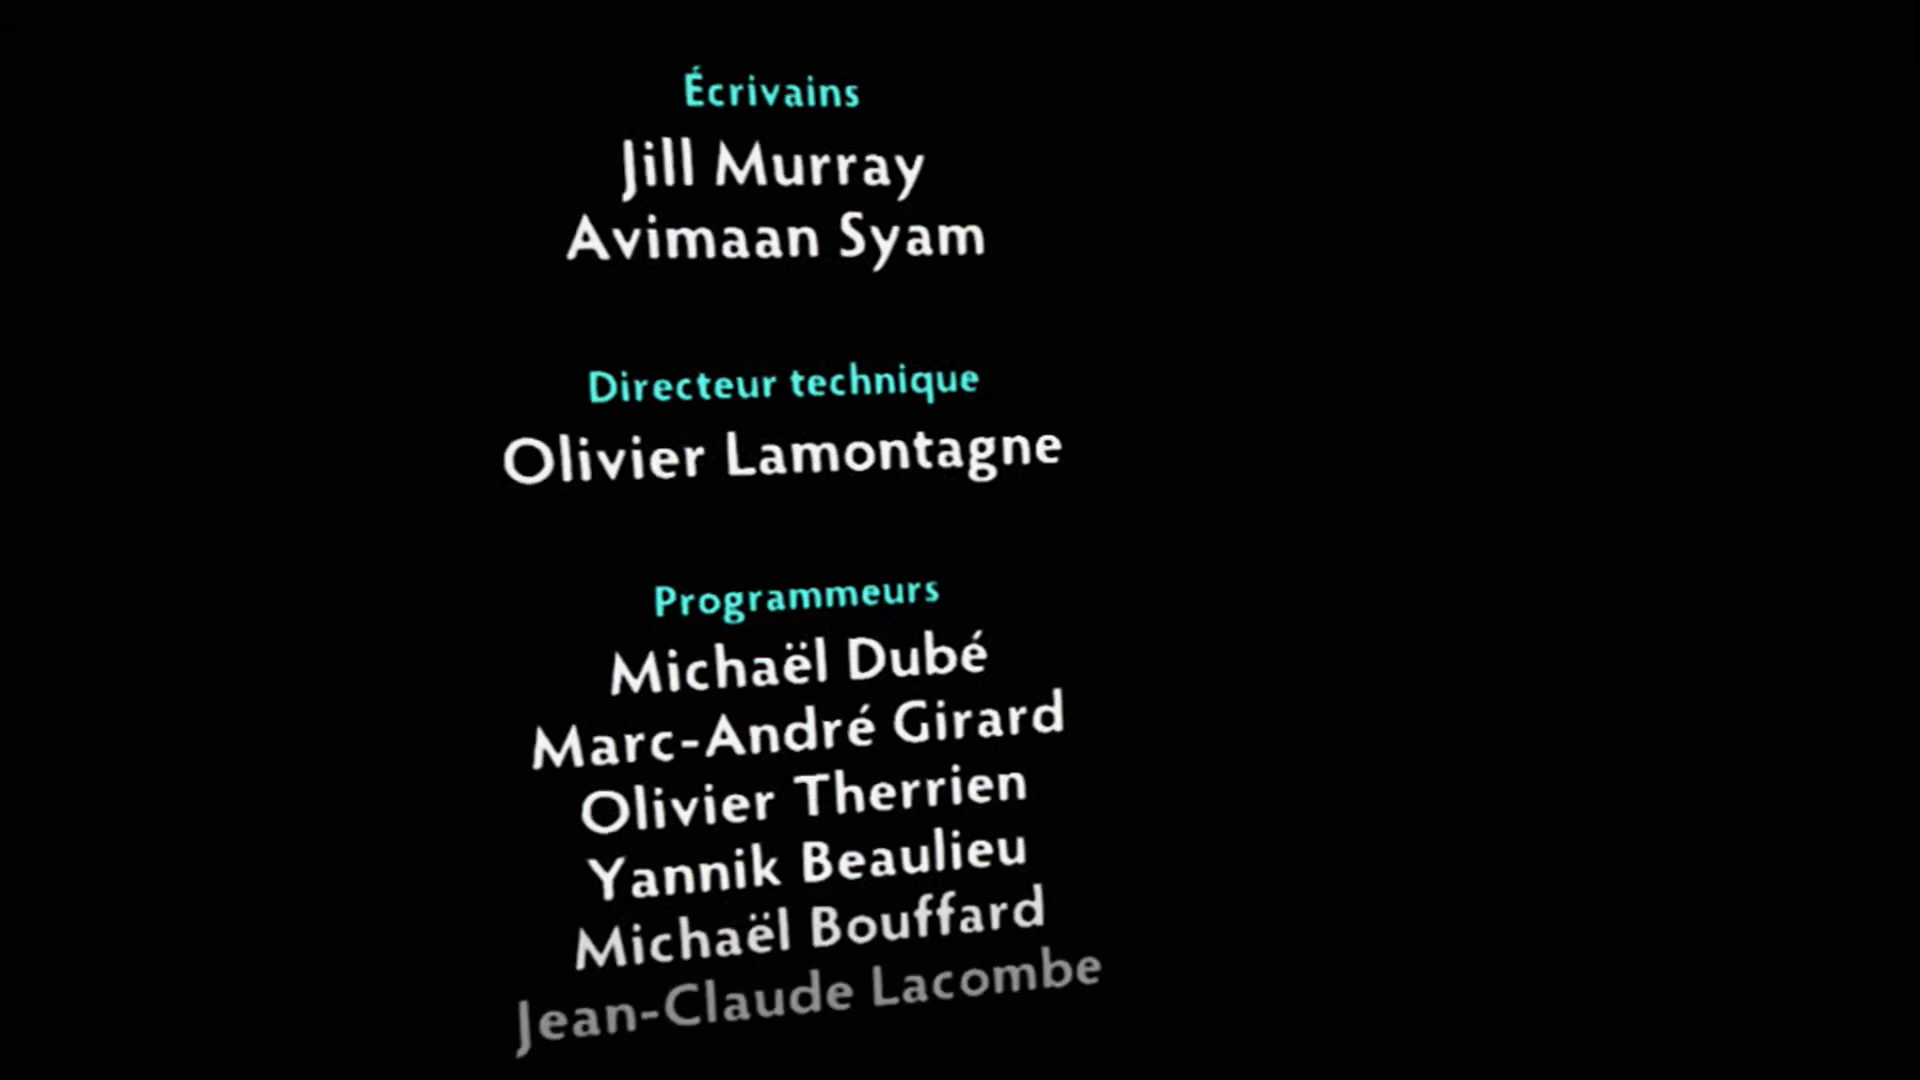 Écrivains
Jill Murray
Avimaan Syam
Directeur technique
Olivier Lamontagne
Programmeurs
Michaël Dubé
Marc-André Girard
Olivier Therrien
Yannik Beaulieu
Michaël Bouffard
Jean-Claude Lacombe